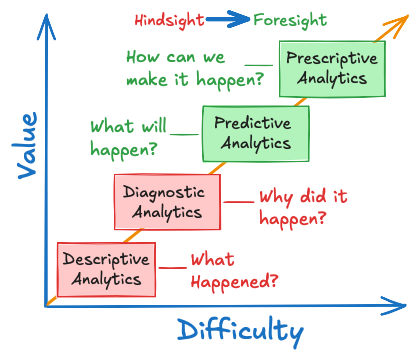 Hindsight Foresight
How can we
make it happen?
Prescriptive
Analytics
What will
happen?
Predictive
Analytics
Diagnostic
Analytics
Why did it
happen?
Descriptive
Analytics
What
Happened?
Value
Difficulty